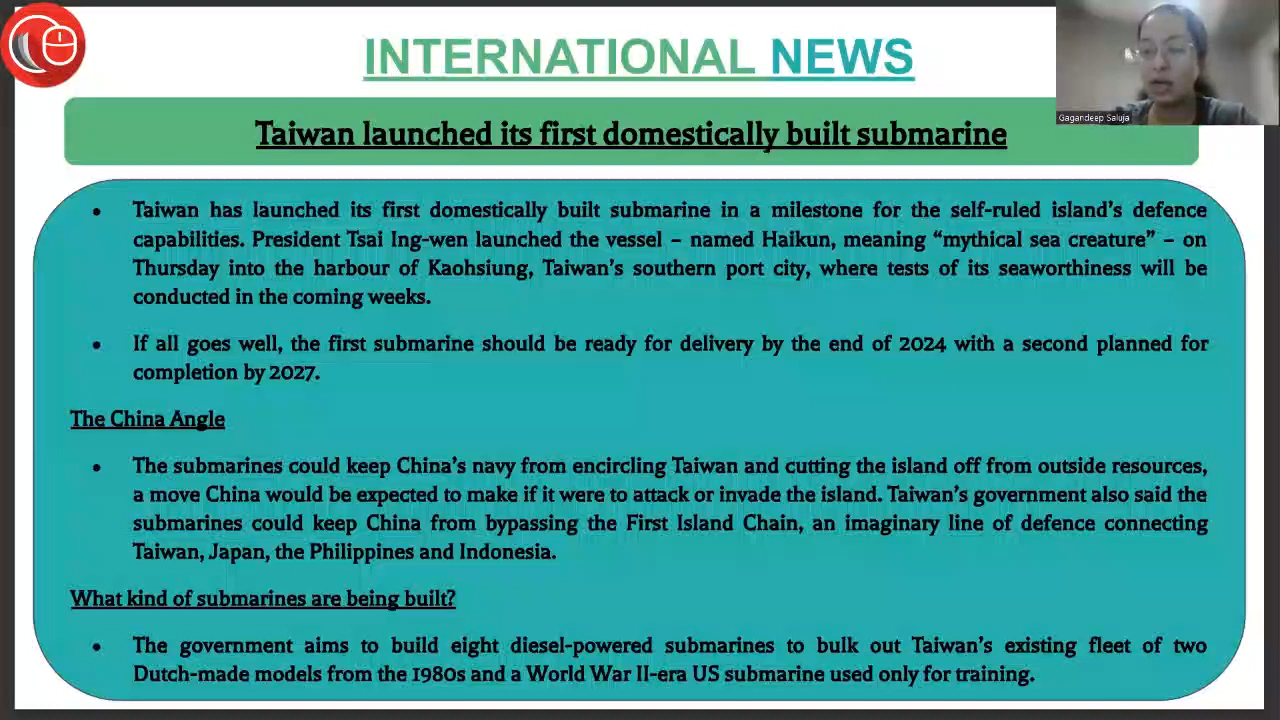 INTERNATIONAL NEWS
Gagandeep Saluja
Taiwan launched its first domestically built submarine
• Taiwan has launched its first domestically built submarine in a milestone for the self-ruled island's defence
capabilities. President Tsai Ing-wen launched the vessel – named Haikun, meaning “mythical sea creature” – on
Thursday into the harbour of Kaohsiung, Taiwan's southern port city, where tests of its seaworthiness will be
conducted in the coming weeks.
• If all goes well, the first submarine should be ready for delivery by the end of 2024 with a second planned for
completion by 2027.
The China Angle
• The submarines could keep China's navy from encircling Taiwan and cutting the island off from outside resources,
a move China would be expected to make if it were to attack or invade the island. Taiwan's government also said the
submarines could keep China from bypassing the First Island Chain, an imaginary line of defence connecting
Taiwan, Japan, the Philippines and Indonesia.
What kind of submarines are being built?
• The government aims to build eight diesel-powered submarines to bulk out Taiwan's existing fleet of two
Dutch-made models from the 1980s and a World War II-era US submarine used only for training.